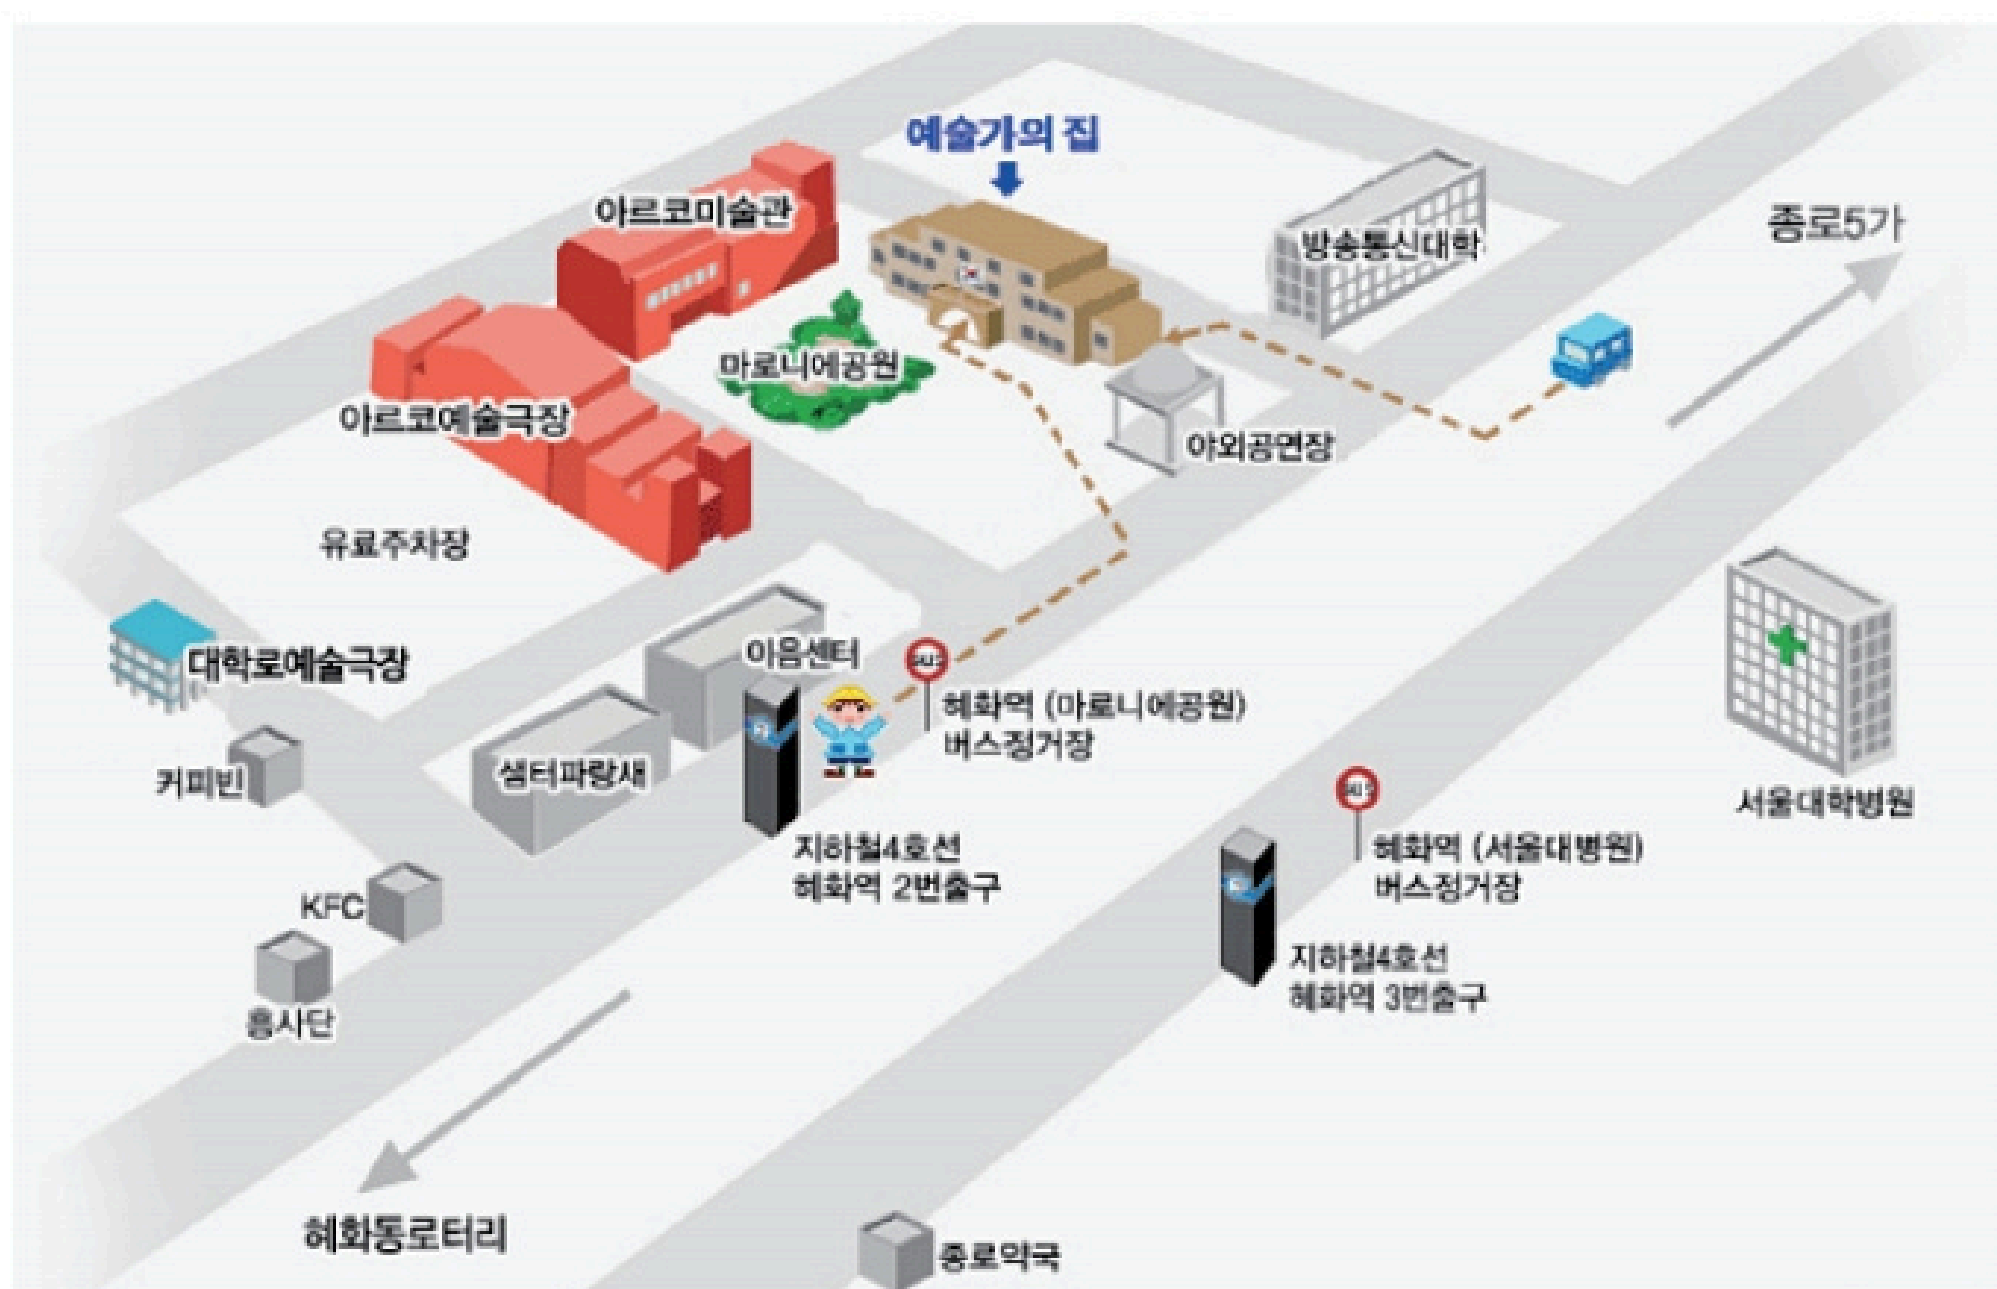 예술가의 집
아르코미술관
방송통신대학
종로5가
마로니에공원
아르코예술극장
야외공연장
유료주차장
대학로예술극장
이음센터
혜화역 (마로니에공원)
버스정거장
커피빈
샘터파랑새
서울대학병원
지하철4호선
혜화역 2번출구
혜화역 (서울대병원)
버스정거장
KFC
지하철4호선
혜화역 3번출구
흥사단
혜화동로터리
종로약국